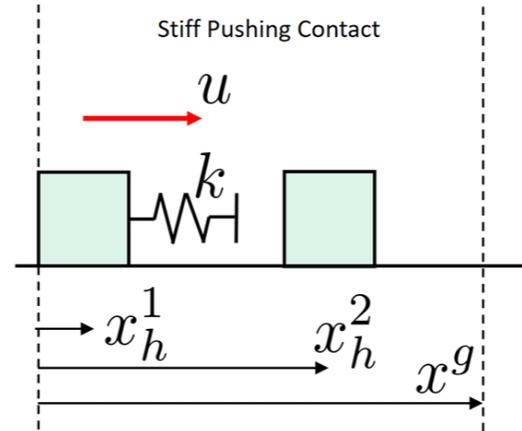 Stiff Pushing Contact
u
k
x_h^1
x_h^2
x^g